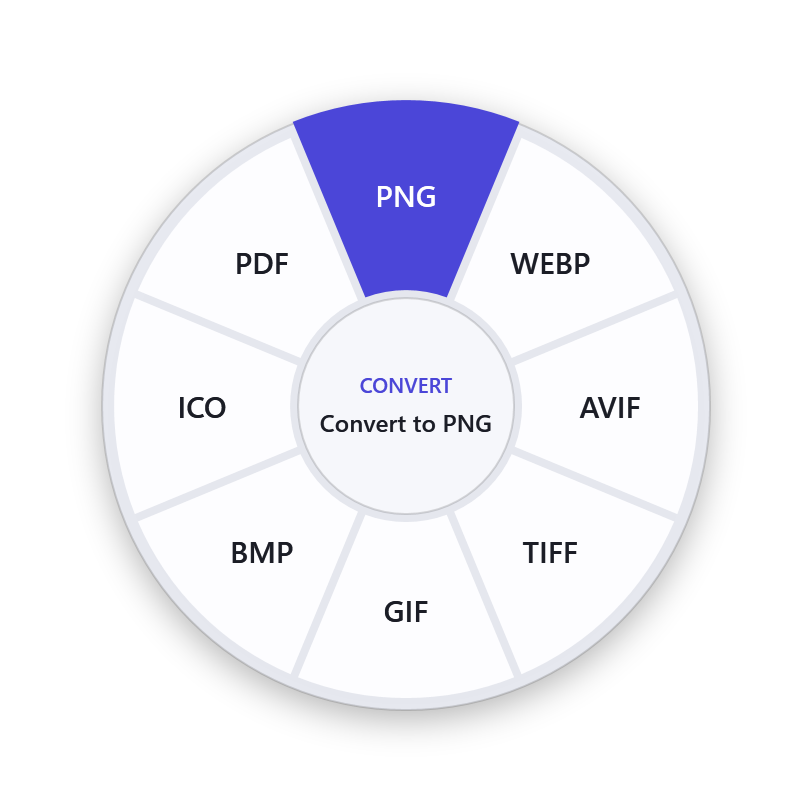 PNG
WEBP
AVIF
TIFF
GIF
BMP
ICO
PDF
CONVERT
Convert to PNG